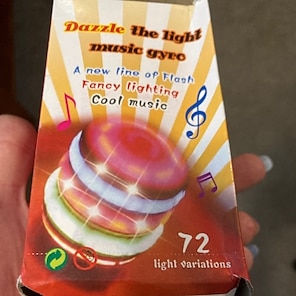 Dazzle the light
music gyro
A new line of Flash
Fancy lighting
Cool music
72
light variations